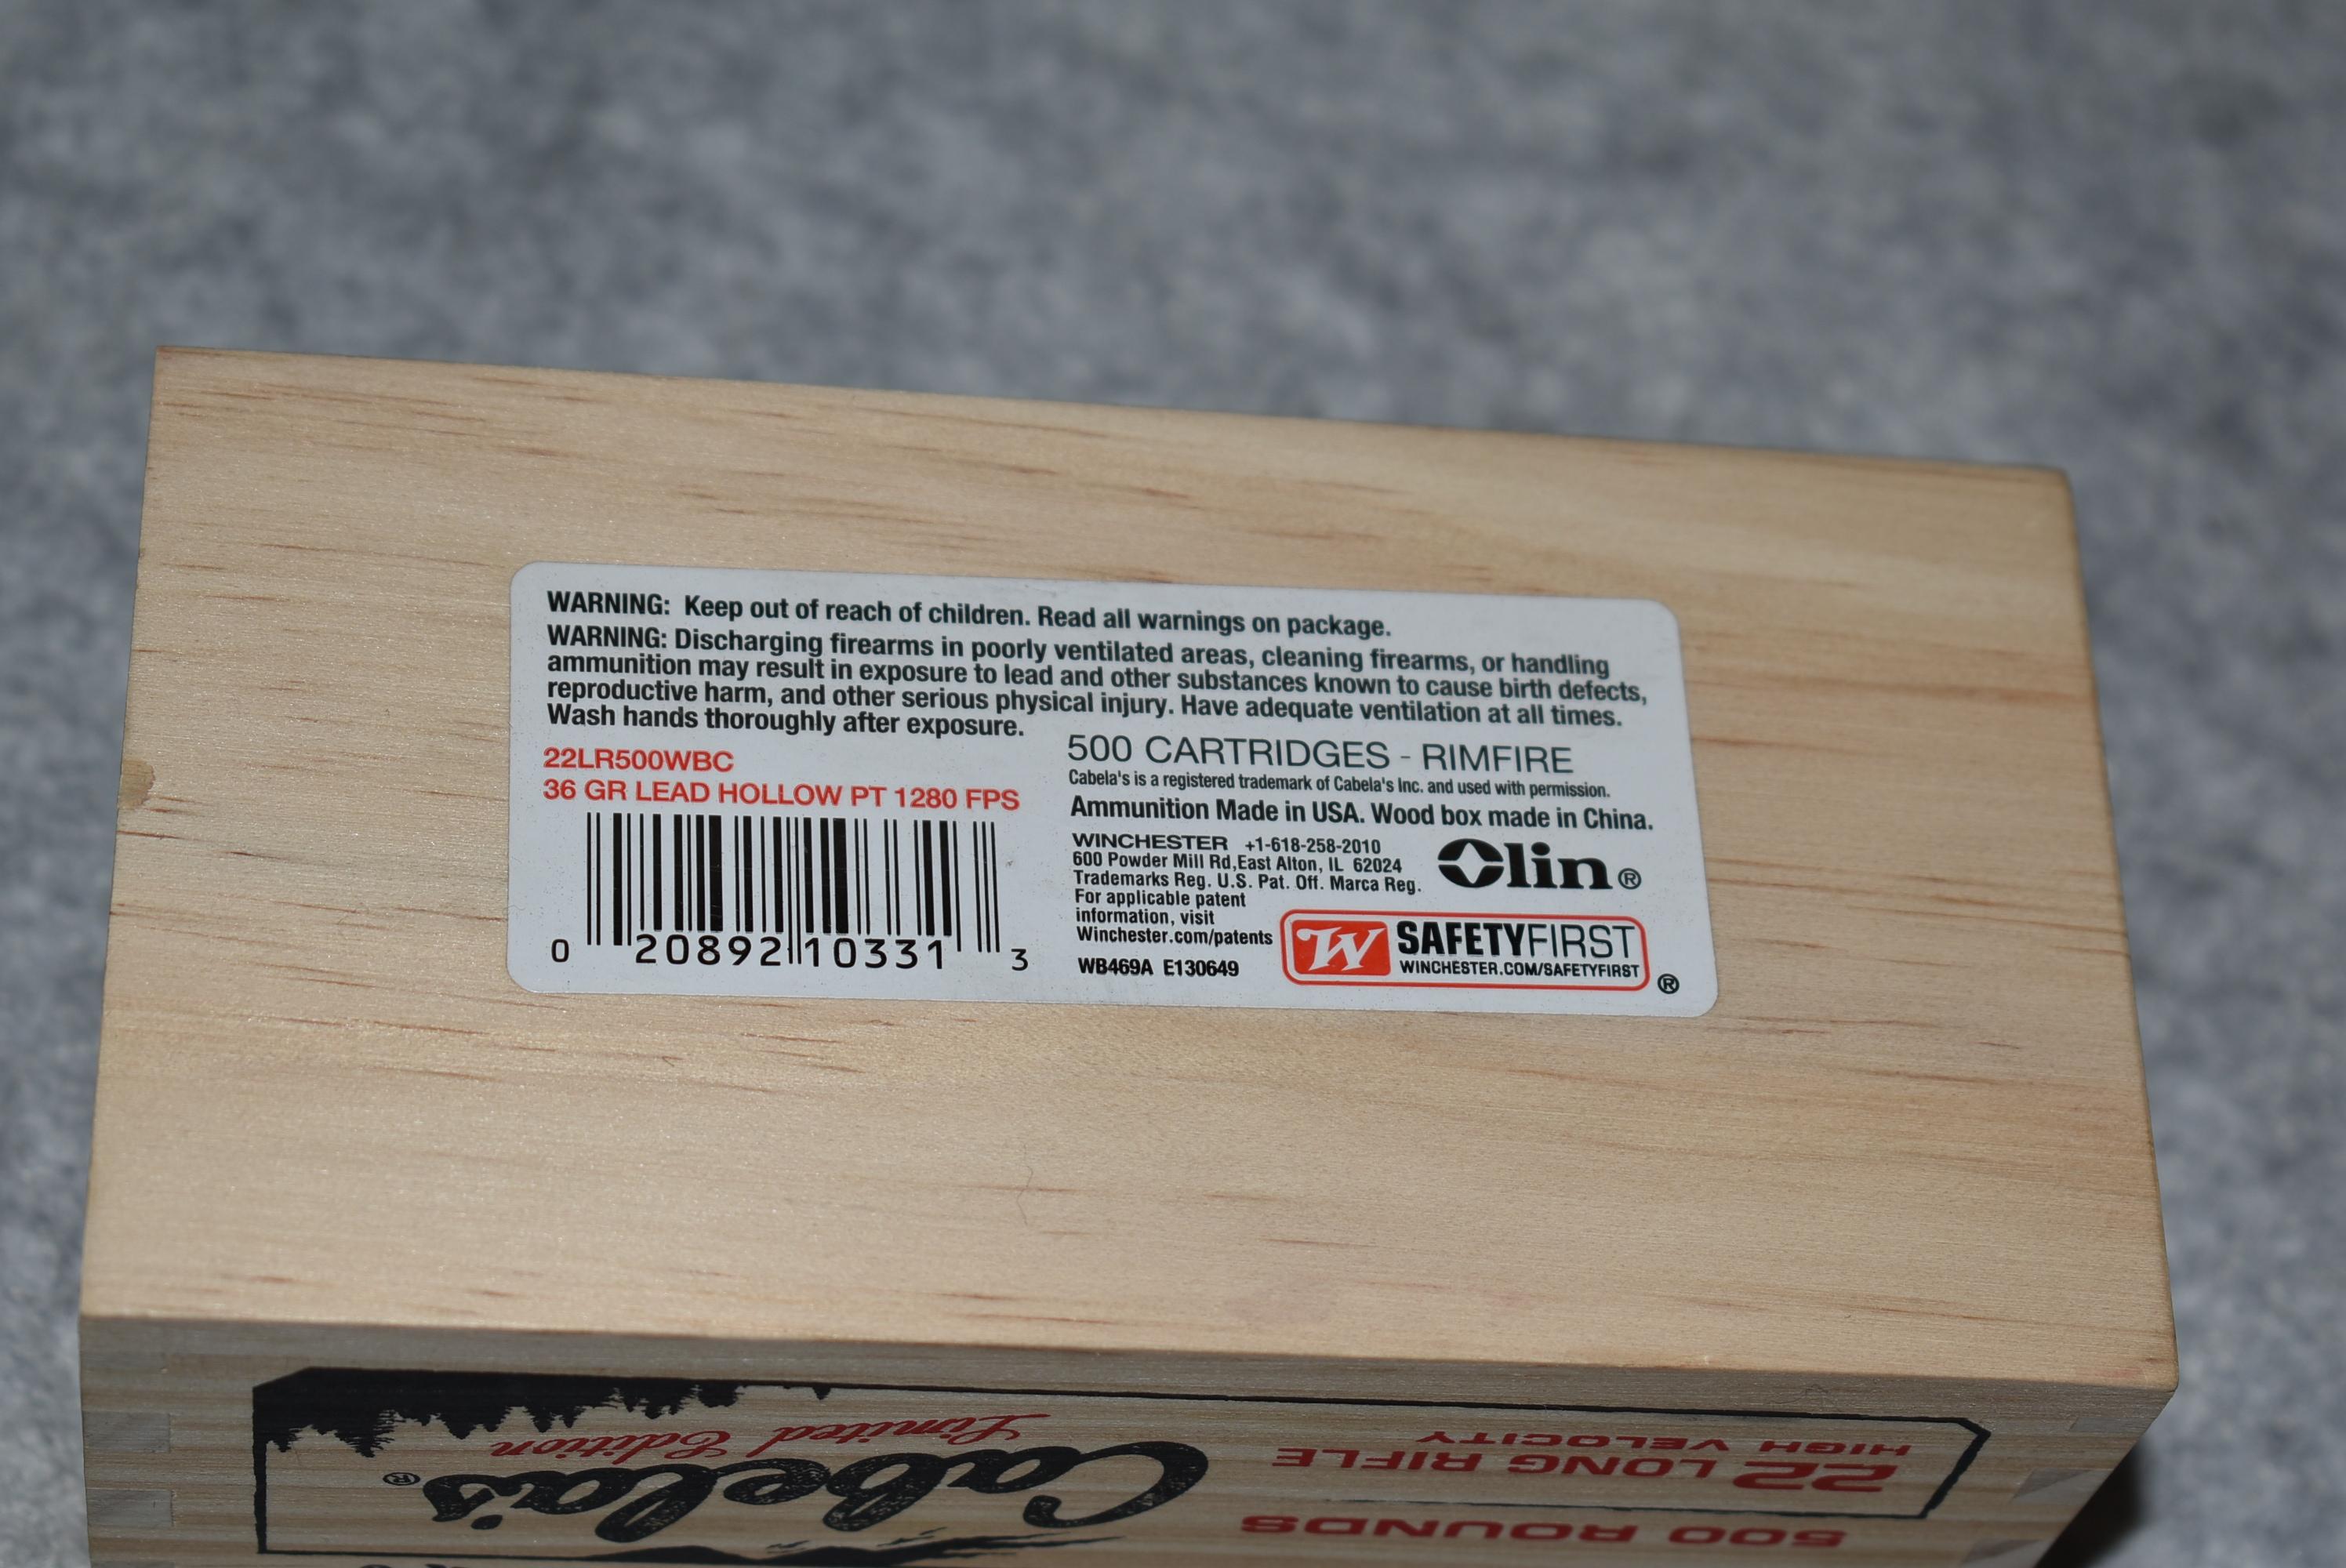 WARNING: Keep out of reach of children. Read all warnings on package.
WARNING: Discharging firearms in poorly ventilated areas, cleaning firearms, or handling
ammunition may result in exposure to lead and other substances known to cause birth defects,
reproductive harm, and other serious physical injury. Have adequate ventilation at all times.
Wash hands thoroughly after exposure.
22LR500WBC
36 GR LEAD HOLLOW PT 1280 FPS
0 20892 10331 3
500 CARTRIDGES - RIMFIRE
Cabela's is a registered trademark of Cabela's Inc. and used with permission.
Ammunition Made in USA. Wood box made in China.
WINCHESTER +1-618-258-2010
600 Powder Mill Rd,East Alton, IL 62024
Trademarks Reg. U.S. Pat. Off. Marca Reg.
For applicable patent
information, visit
Winchester.com/patents
WB469A E130649
Olin®
W SAFETYFIRST
WINCHESTER.COM/SAFETYFIRST ®
500 ROUNDS
22 LONG RIFLE
HIGH VELOCITY
Cabela's®
Limited Edition